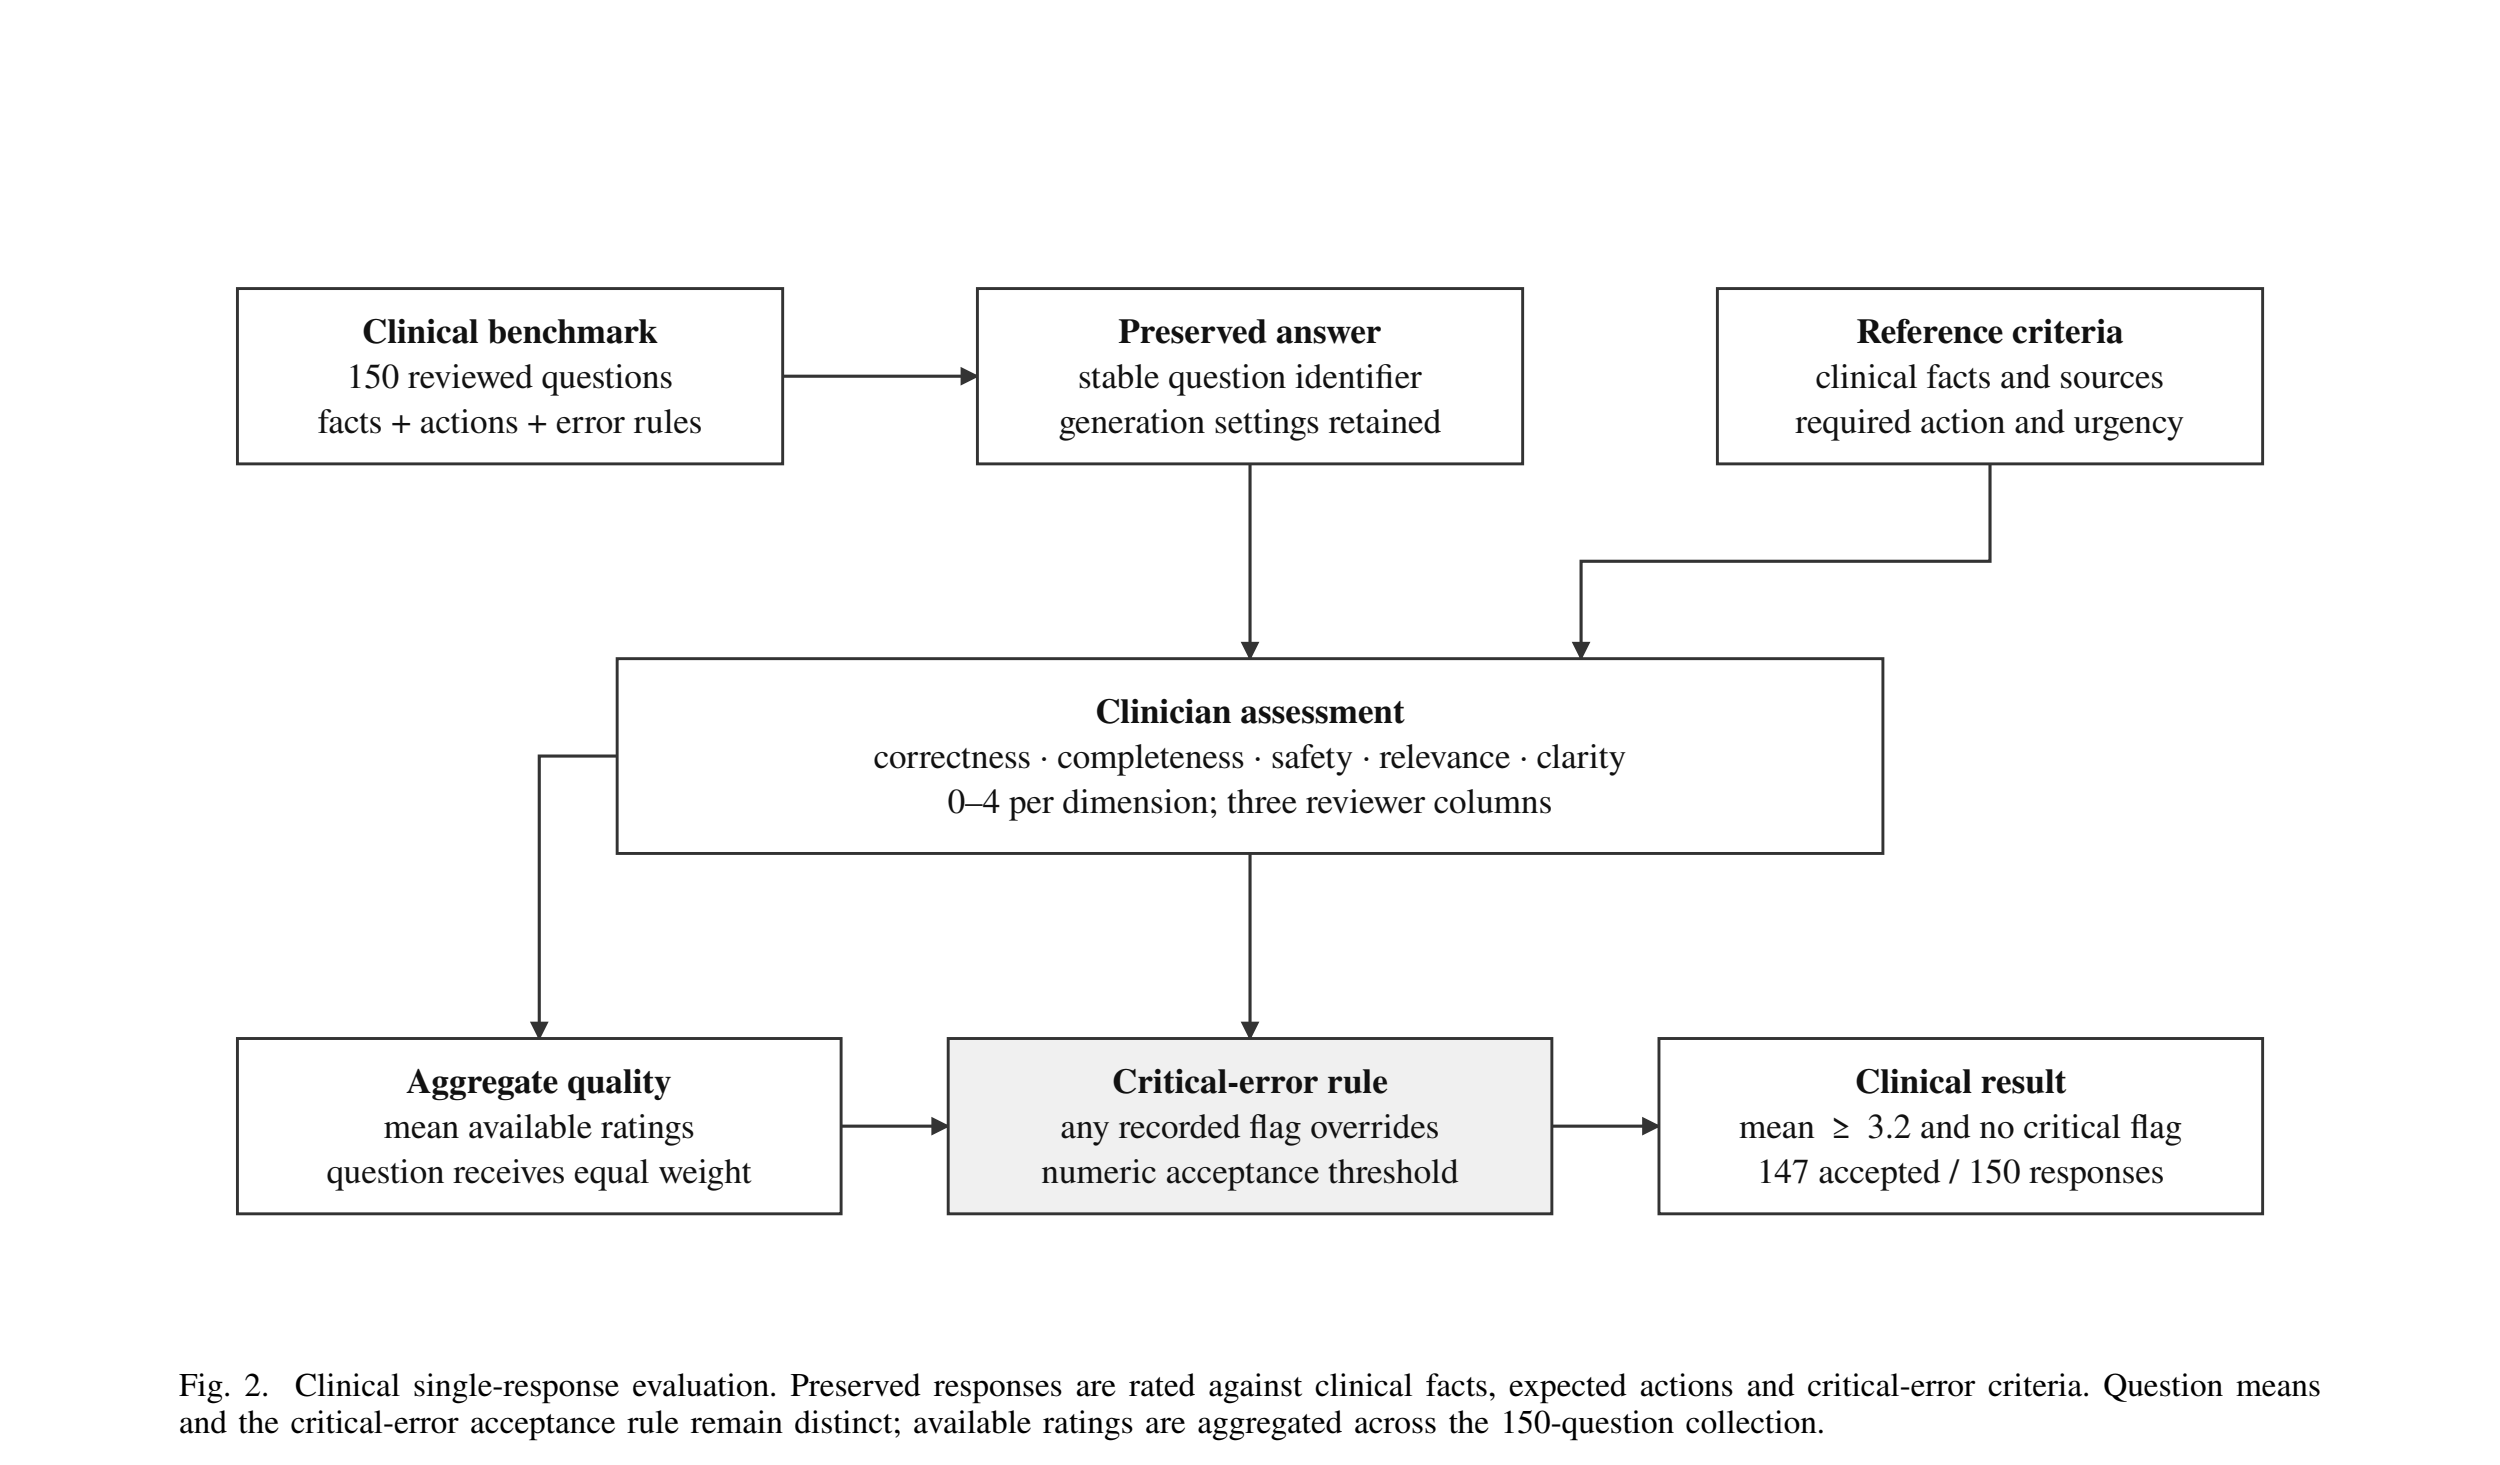 Clinical benchmark
150 reviewed questions
facts + actions + error rules
Preserved answer
stable question identifier
generation settings retained
Reference criteria
clinical facts and sources
required action and urgency
Clinician assessment
correctness · completeness · safety · relevance · clarity
0–4 per dimension; three reviewer columns
Aggregate quality
mean available ratings
question receives equal weight
Critical-error rule
any recorded flag overrides
numeric acceptance threshold
Clinical result
mean ≥ 3.2 and no critical flag
147 accepted / 150 responses
Fig. 2. Clinical single-response evaluation. Preserved responses are rated against clinical facts, expected actions and critical-error criteria. Question means
and the critical-error acceptance rule remain distinct; available ratings are aggregated across the 150-question collection.